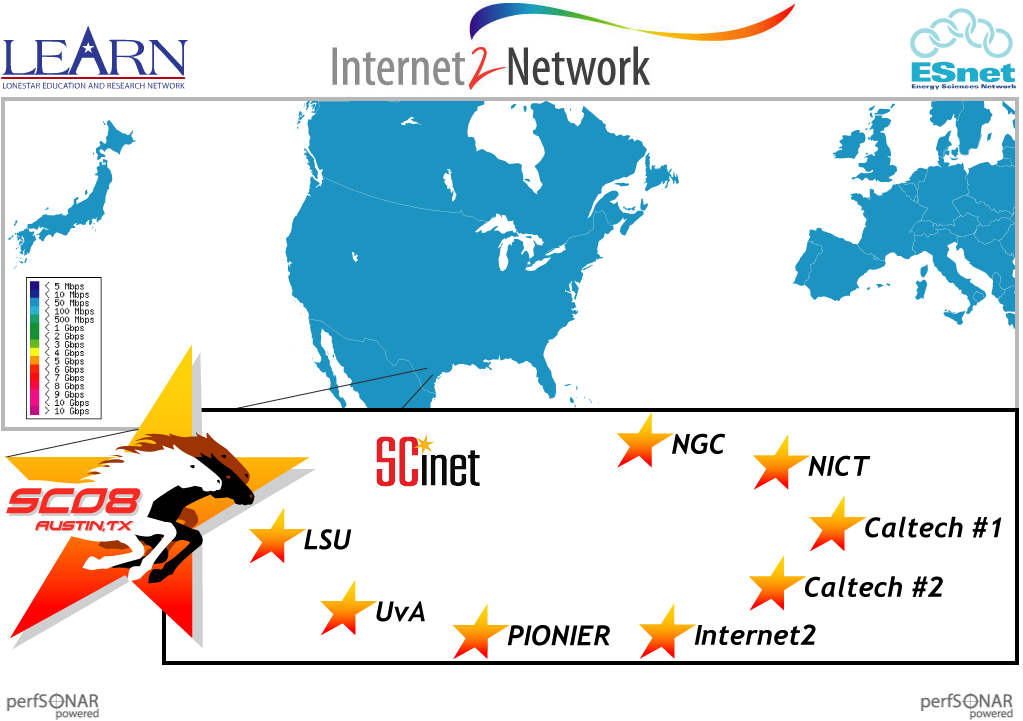 LEARN
LONESTAR EDUCATION AND RESEARCH NETWORK
Internet2 Network
ESnet
Energy Sciences Network
< 5 Mbps
< 10 Mbps
< 50 Mbps
< 100 Mbps
< 500 Mbps
< 1 Gbps
< 2 Gbps
< 3 Gbps
< 4 Gbps
< 5 Gbps
< 6 Gbps
< 7 Gbps
< 8 Gbps
< 9 Gbps
< 10 Gbps
> 10 Gbps
SC08
AUSTIN,TX
SCinet
NGC
NICT
LSU
Caltech #1
Caltech #2
UvA
PIONIER
Internet2
perfSONAR
powered
perfSONAR
powered